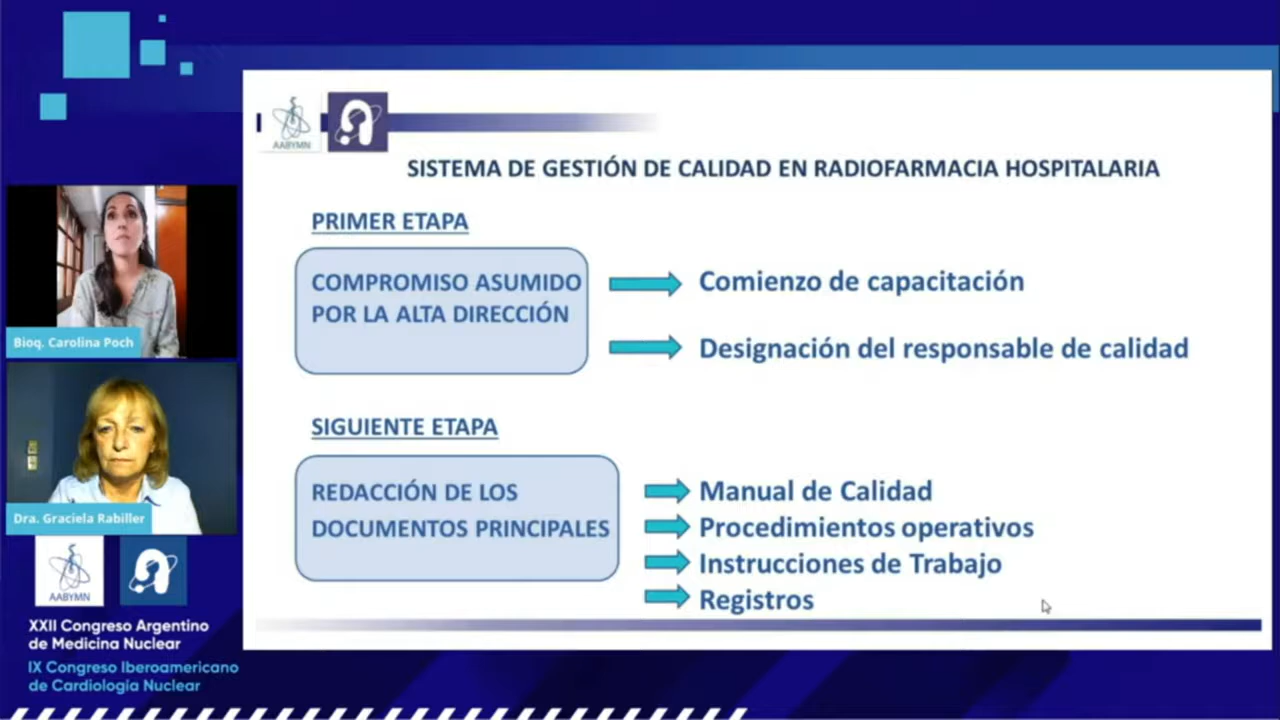 AABYMN
SISTEMA DE GESTIÓN DE CALIDAD EN RADIOFARMACIA HOSPITALARIA
PRIMER ETAPA
COMPROMISO ASUMIDO
POR LA ALTA DIRECCIÓN
Comienzo de capacitación
Designación del responsable de calidad
SIGUIENTE ETAPA
REDACCIÓN DE LOS
DOCUMENTOS PRINCIPALES
Manual de Calidad
Procedimientos operativos
Instrucciones de Trabajo
Registros
Bioq. Carolina Poch
Dra. Graciela Rabiller
AABYMN
XXII Congreso Argentino
de Medicina Nuclear
IX Congreso Iberoamericano
de Cardiología Nuclear